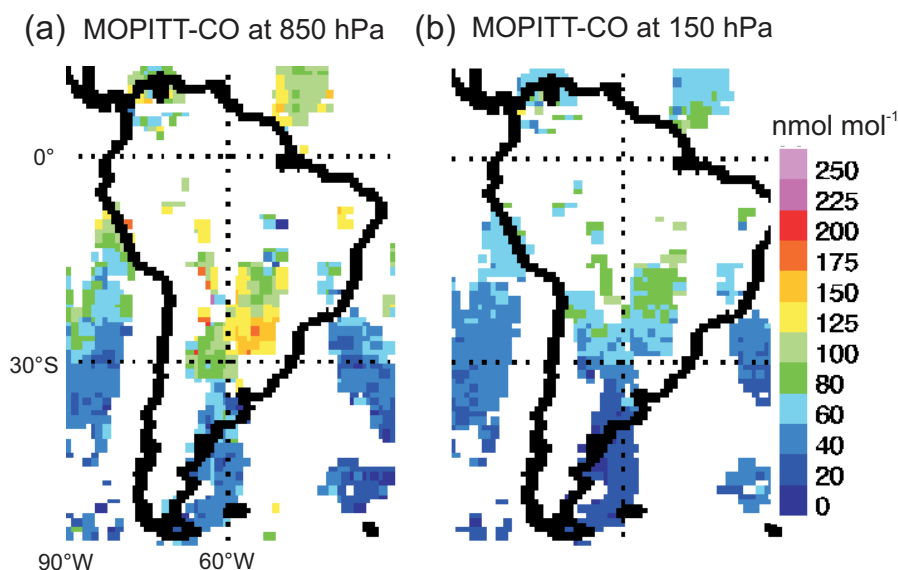 (a) MOPITT-CO at 850 hPa
(b) MOPITT-CO at 150 hPa
nmol mol⁻¹
250
225
200
175
150
125
100
80
60
40
20
0
0°
30°S
90°W
60°W